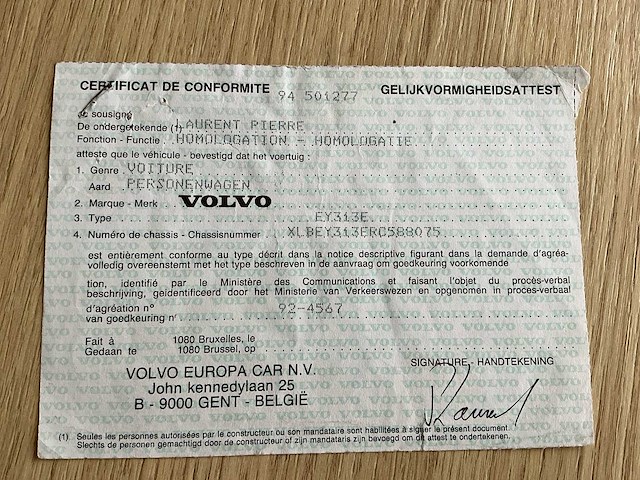 CERTIFICAT DE CONFORMITE 94 501277 GELIJKVORMIGHEIDSATTEST
Je sousigné
De ondergetekende (1) LAURENT PIERRE
Fonction - Functie HOMOLOGATION - HOMOLOGATIE
atteste que le véhicule - bevestigd dat het voertuig :
1. Genre VOITURE
Aard PERSONENWAGEN
2. Marque - Merk VOLVO
3. Type EY313E
4. Numéro de chassis - Chassisnummer XLBEY313ERC588075
est entièrement conforme au type décrit dans la notice descriptive figurant dans la demande d'agréa-
volledig overeenstemt met het type beschreven in de aanvraag om goedkeuring voorkomende
tion, identifié par le Ministère des Communications et faisant l'objet du procès-verbal
beschrijving, geïdentificeerd door het Ministerie van Verkeerswezen en opgenomen in proces-verbaal
d'agréation nº
van goedkeuring nr 92-4567
Fait à 1080 Bruxelles, le
Gedaan te 1080 Brussel, op
SIGNATURE - HANDTEKENING
VOLVO EUROPA CAR N.V.
John kennedylaan 25
B - 9000 GENT - BELGIË
(1) Seules les personnes autorisées par le constructeur ou son mandataire sont habilitées à signer le présent document.
Slechts de personen gemachtigd door de constructeur of zijn mandataris zijn bevoegd om dit attest te ondertekenen.